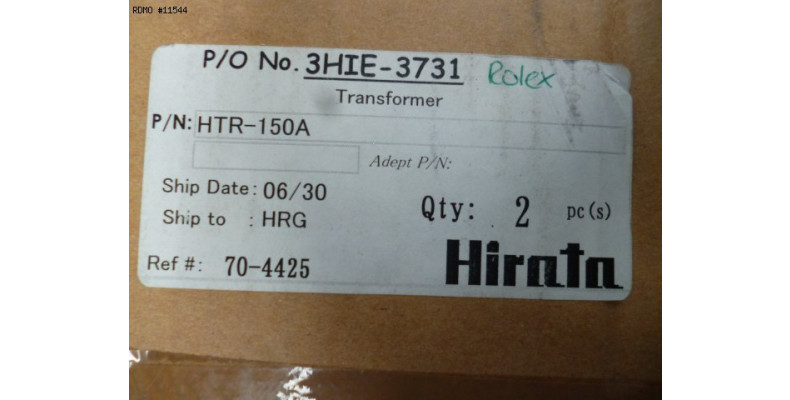 RDMO #11544
P/O No. 3HIE-3731 Rolex
Transformer
P/N: HTR-150A
Adept P/N:
Ship Date: 06/30
Qty: 2 pc(s)
Ship to : HRG
Hirata
Ref #: 70-4425